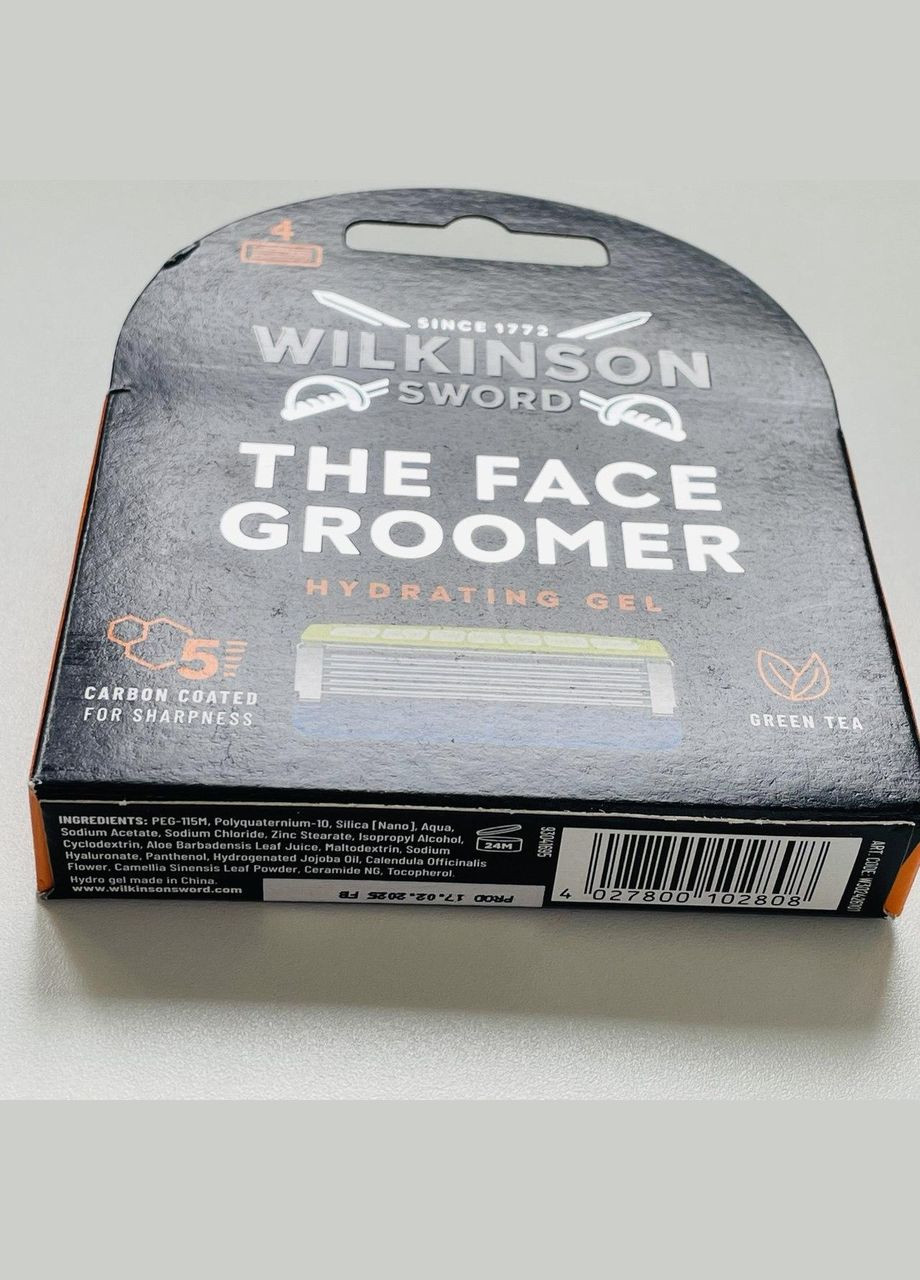 4
SINCE 1772
WILKINSON
SWORD
THE FACE
GROOMER
HYDRATING GEL
5
CARBON COATED
FOR SHARPNESS
GREEN TEA
INGREDIENTS: PEG-115M, Polyquaternium-10, Silica [Nano], Aqua,
Sodium Acetate, Sodium Chloride, Zinc Stearate, Isopropyl Alcohol,
Cyclodextrin, Aloe Barbadensis Leaf Juice, Maltodextrin, Sodium
Hyaluronate, Panthenol, Hydrogenated Jojoba Oil, Calendula Officinalis
Flower, Camellia Sinensis Leaf Powder, Ceramide NG, Tocopherol.
Hydro gel made in China.
www.wilkinsonsword.com
24M
PROD 17.02.2025 FB
4 027800 102808